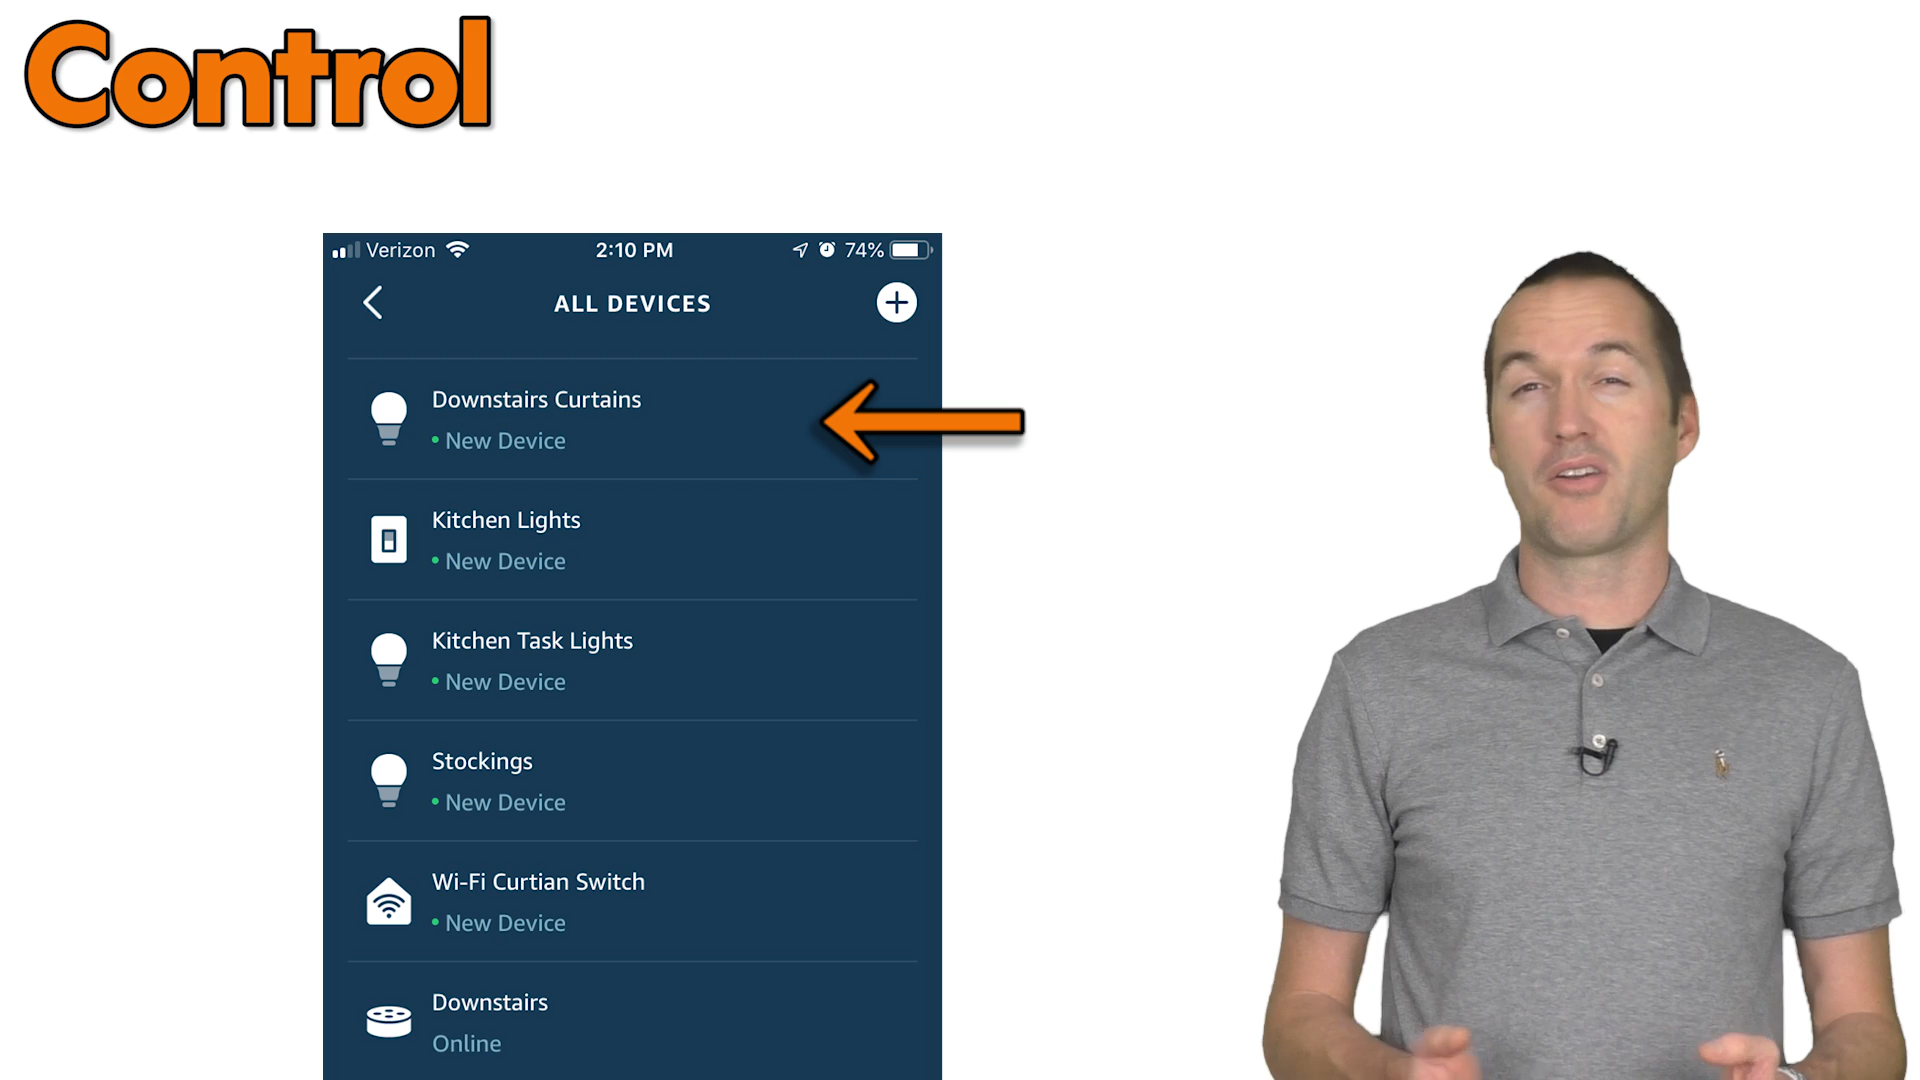 Control
Verizon 2:10 PM 74%
ALL DEVICES
Downstairs Curtains
New Device
Kitchen Lights
New Device
Kitchen Task Lights
New Device
Stockings
New Device
Wi-Fi Curtian Switch
New Device
Downstairs
Online